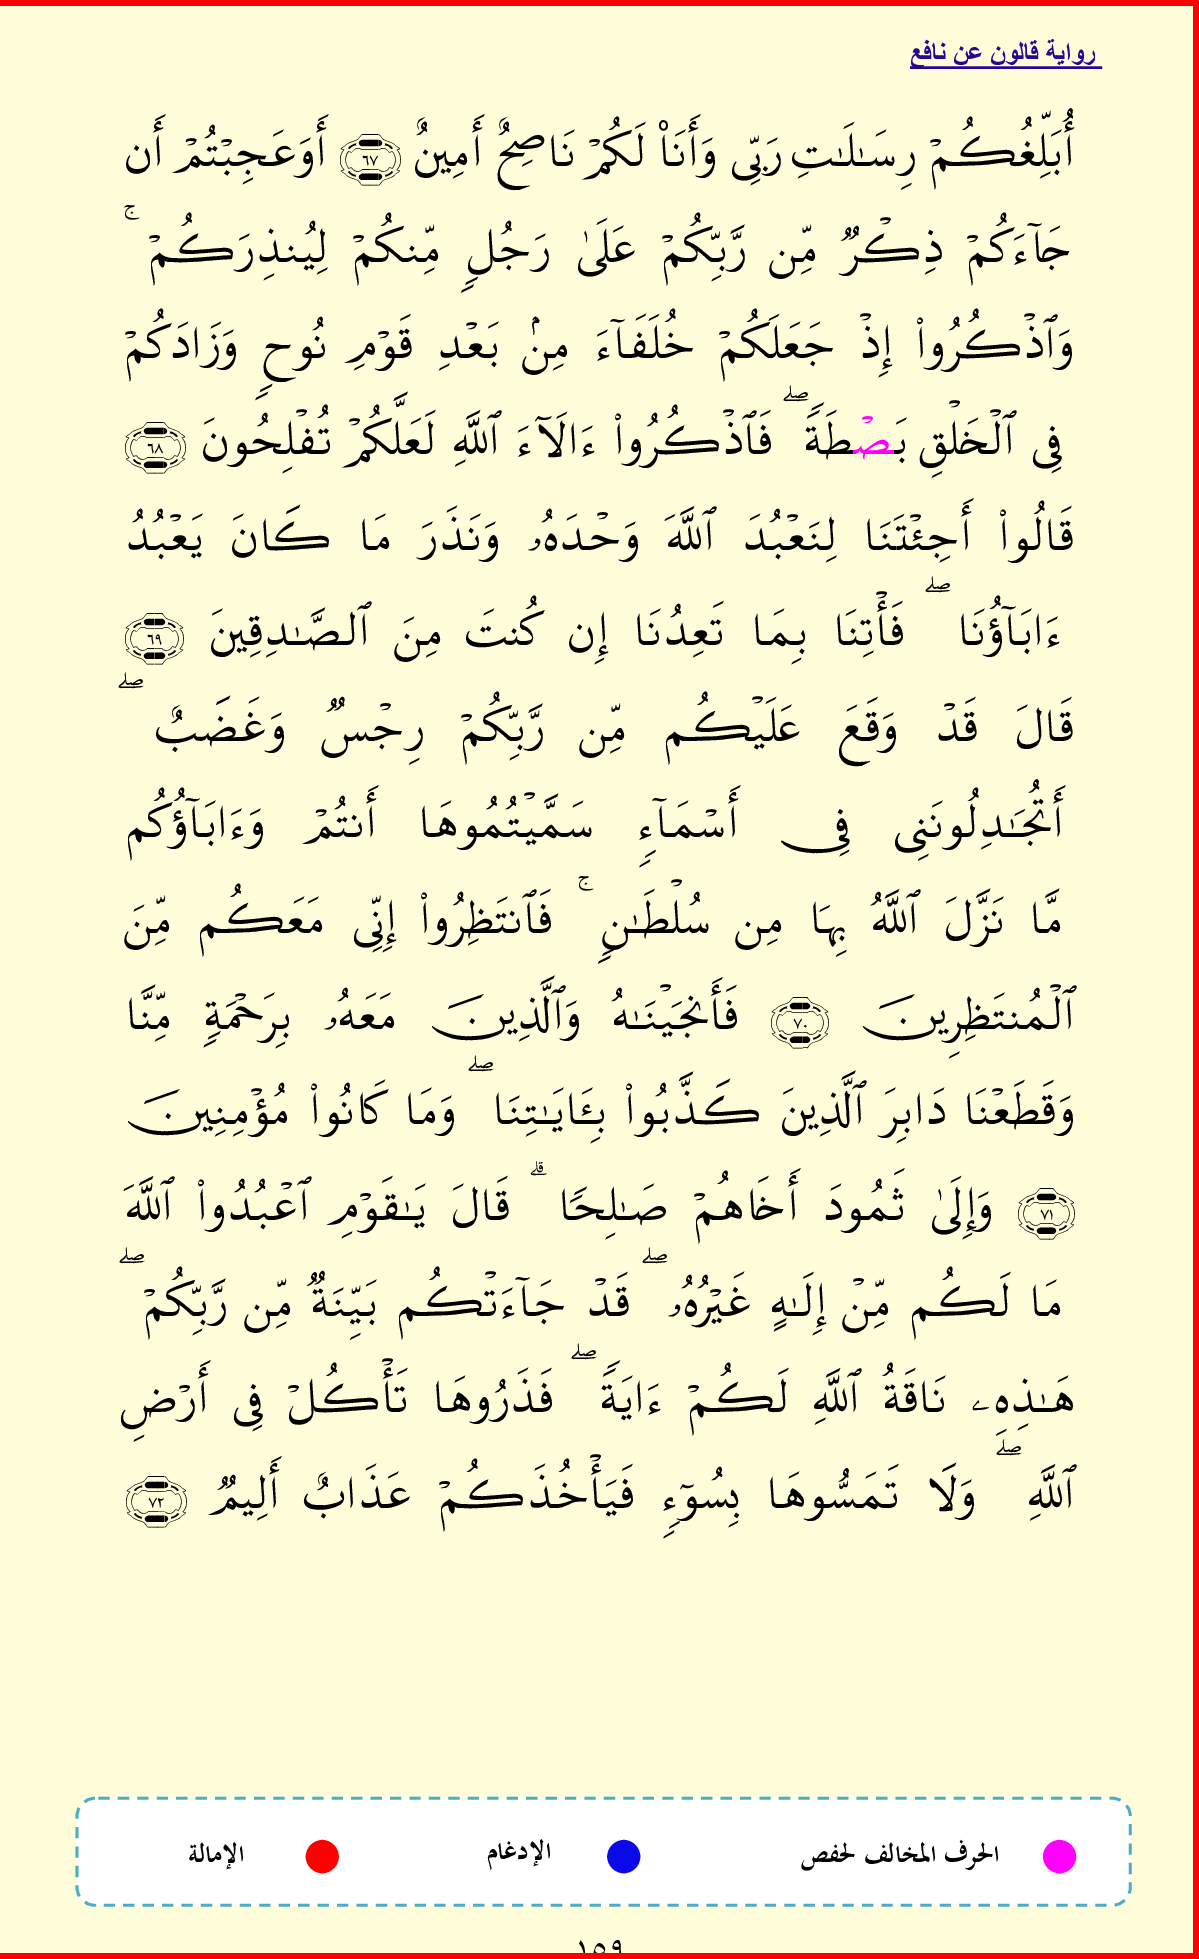 رواية قالون عن نافع
أُبَلِّغُكُمۡ رِسَـٰلَـٰتِ رَبِّى وَأَنَا۠ لَكُمۡ نَاصِحٌ أَمِينٌ ٦٧ أَوَعَجِبۡتُمۡ أَن
جَآءَكُمۡ ذِكۡرٌ مِّن رَّبِّكُمۡ عَلَىٰ رَجُلٍ مِّنكُمۡ لِيُنذِرَكُمۡ ۚ
وَٱذۡكُرُوا۟ إِذۡ جَعَلَكُمۡ خُلَفَآءَ مِنۢ بَعۡدِ قَوۡمِ نُوحٍ وَزَادَكُمۡ
فِى ٱلۡخَلۡقِ بَصۡطَةً ۖ فَٱذۡكُرُوا۟ ءَالَآءَ ٱللَّهِ لَعَلَّكُمۡ تُفۡلِحُونَ ٦٨
قَالُوا۟ أَجِئۡتَنَا لِنَعۡبُدَ ٱللَّهَ وَحۡدَهُۥ وَنَذَرَ مَا كَانَ يَعۡبُدُ
ءَابَآؤُنَا ۖ فَأۡتِنَا بِمَا تَعِدُنَا إِن كُنتَ مِنَ ٱلصَّـٰدِقِينَ ٦٩
قَالَ قَدۡ وَقَعَ عَلَيۡكُم مِّن رَّبِّكُمۡ رِجۡسٌ وَغَضَبٌ ۖ
أَتُجَـٰدِلُونَنِى فِى أَسۡمَآءٍ سَمَّيۡتُمُوهَا أَنتُمۡ وَءَابَآؤُكُم
مَّا نَزَّلَ ٱللَّهُ بِهَا مِن سُلۡطَـٰنٍ ۚ فَٱنتَظِرُوا۟ إِنِّى مَعَكُم مِّنَ
ٱلۡمُنتَظِرِينَ ٧٠ فَأَنجَيۡنَـٰهُ وَٱلَّذِينَ مَعَهُۥ بِرَحۡمَةٍ مِّنَّا
وَقَطَعۡنَا دَابِرَ ٱلَّذِينَ كَذَّبُوا۟ بِـَٔايَـٰتِنَا ۖ وَمَا كَانُوا۟ مُؤۡمِنِينَ
٧١ وَإِلَىٰ ثَمُودَ أَخَاهُمۡ صَـٰلِحًا ۗ قَالَ يَـٰقَوۡمِ ٱعۡبُدُوا۟ ٱللَّهَ
مَا لَكُم مِّنۡ إِلَـٰهٍ غَيۡرُهُۥ ۖ قَدۡ جَآءَتۡكُم بَيِّنَةٌ مِّن رَّبِّكُمۡ ۖ
هَـٰذِهِۦ نَاقَةُ ٱللَّهِ لَكُمۡ ءَايَةً ۖ فَذَرُوهَا تَأۡكُلۡ فِى أَرۡضِ
ٱللَّهِ ۖ وَلَا تَمَسُّوهَا بِسُوٓءٍ فَيَأۡخُذَكُمۡ عَذَابٌ أَلِيمٌ ٧٢
الحرف المخالف لحفص الإدغام الإمالة
١٥٩